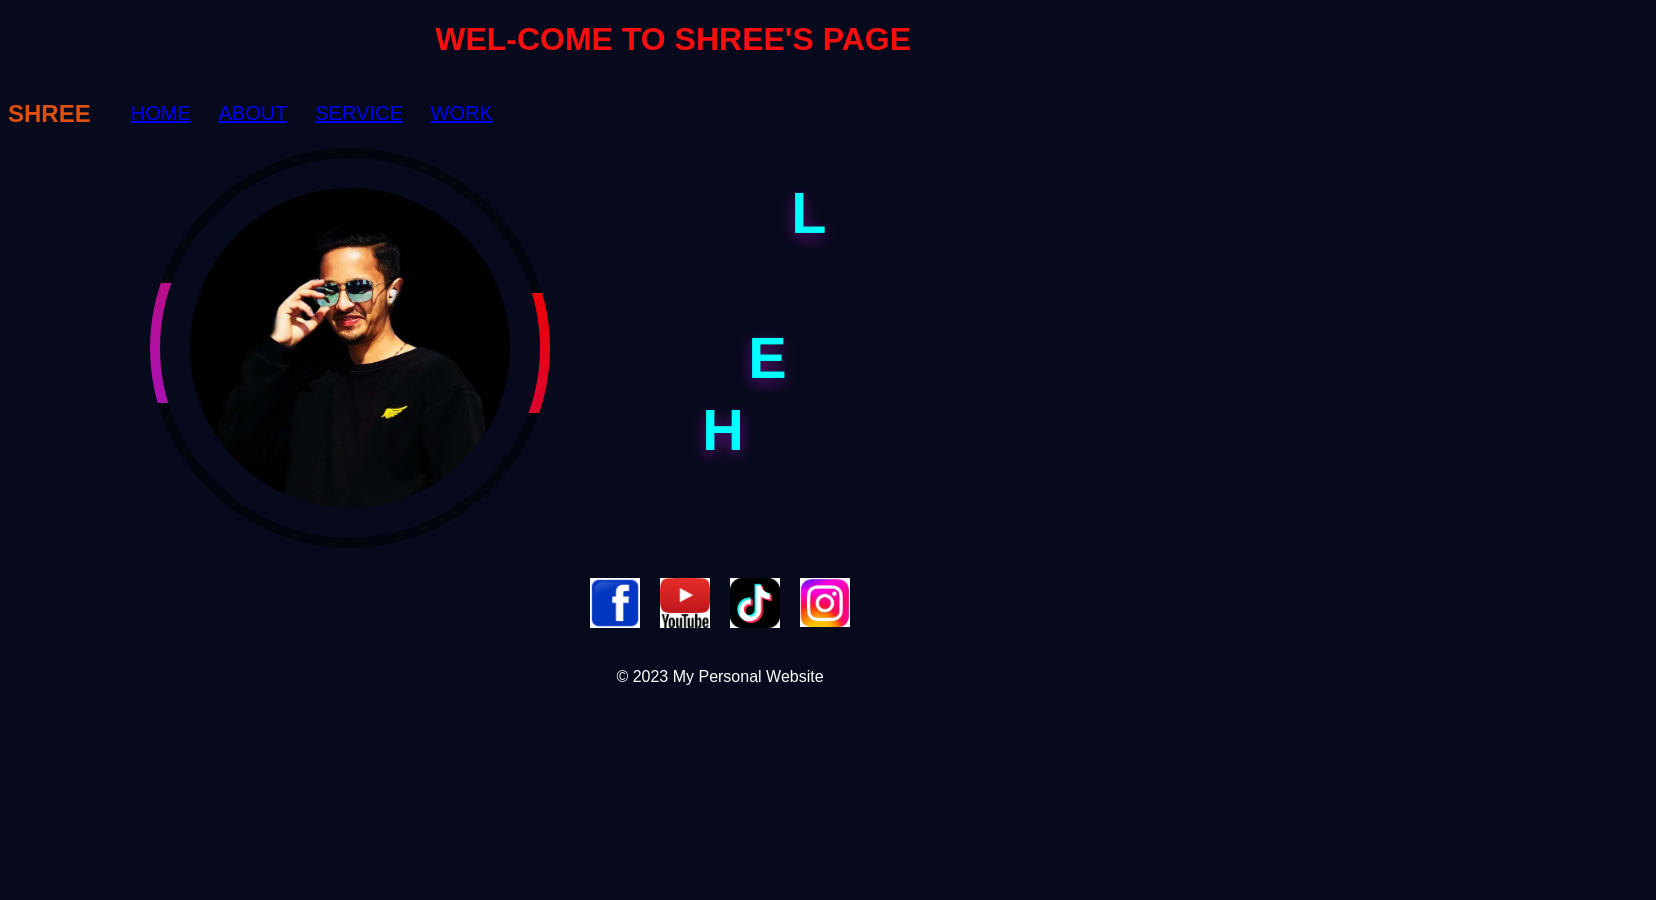 WEL-COME TO SHREE'S PAGE
SHREE HOME ABOUT SERVICE WORK
L
E
H
f YouTube
© 2023 My Personal Website